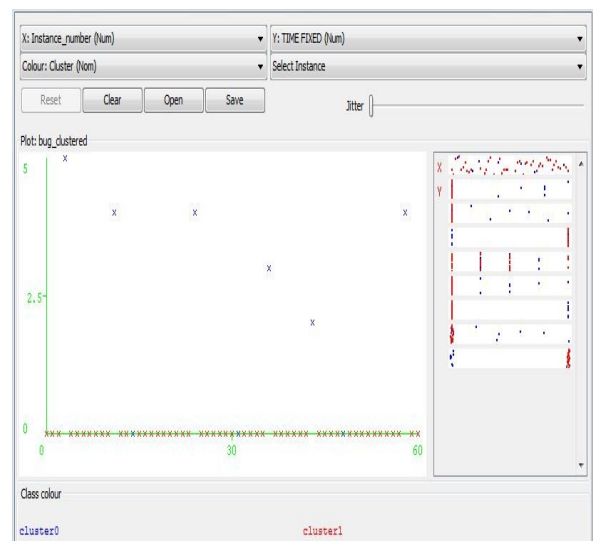 X: Instance_number (Num)
Y: TIME FIXED (Num)
Colour: Cluster (Nom)
Select Instance
Reset
Clear
Open
Save
Jitter
Plot: bug_clustered
5
2.5
0
0
30
60
X
Y
Class colour
cluster0
cluster1